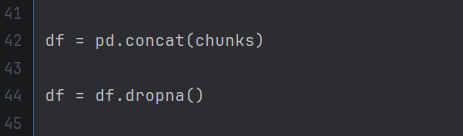 41
42 df = pd.concat(chunks)
43
44 df = df.dropna()
45